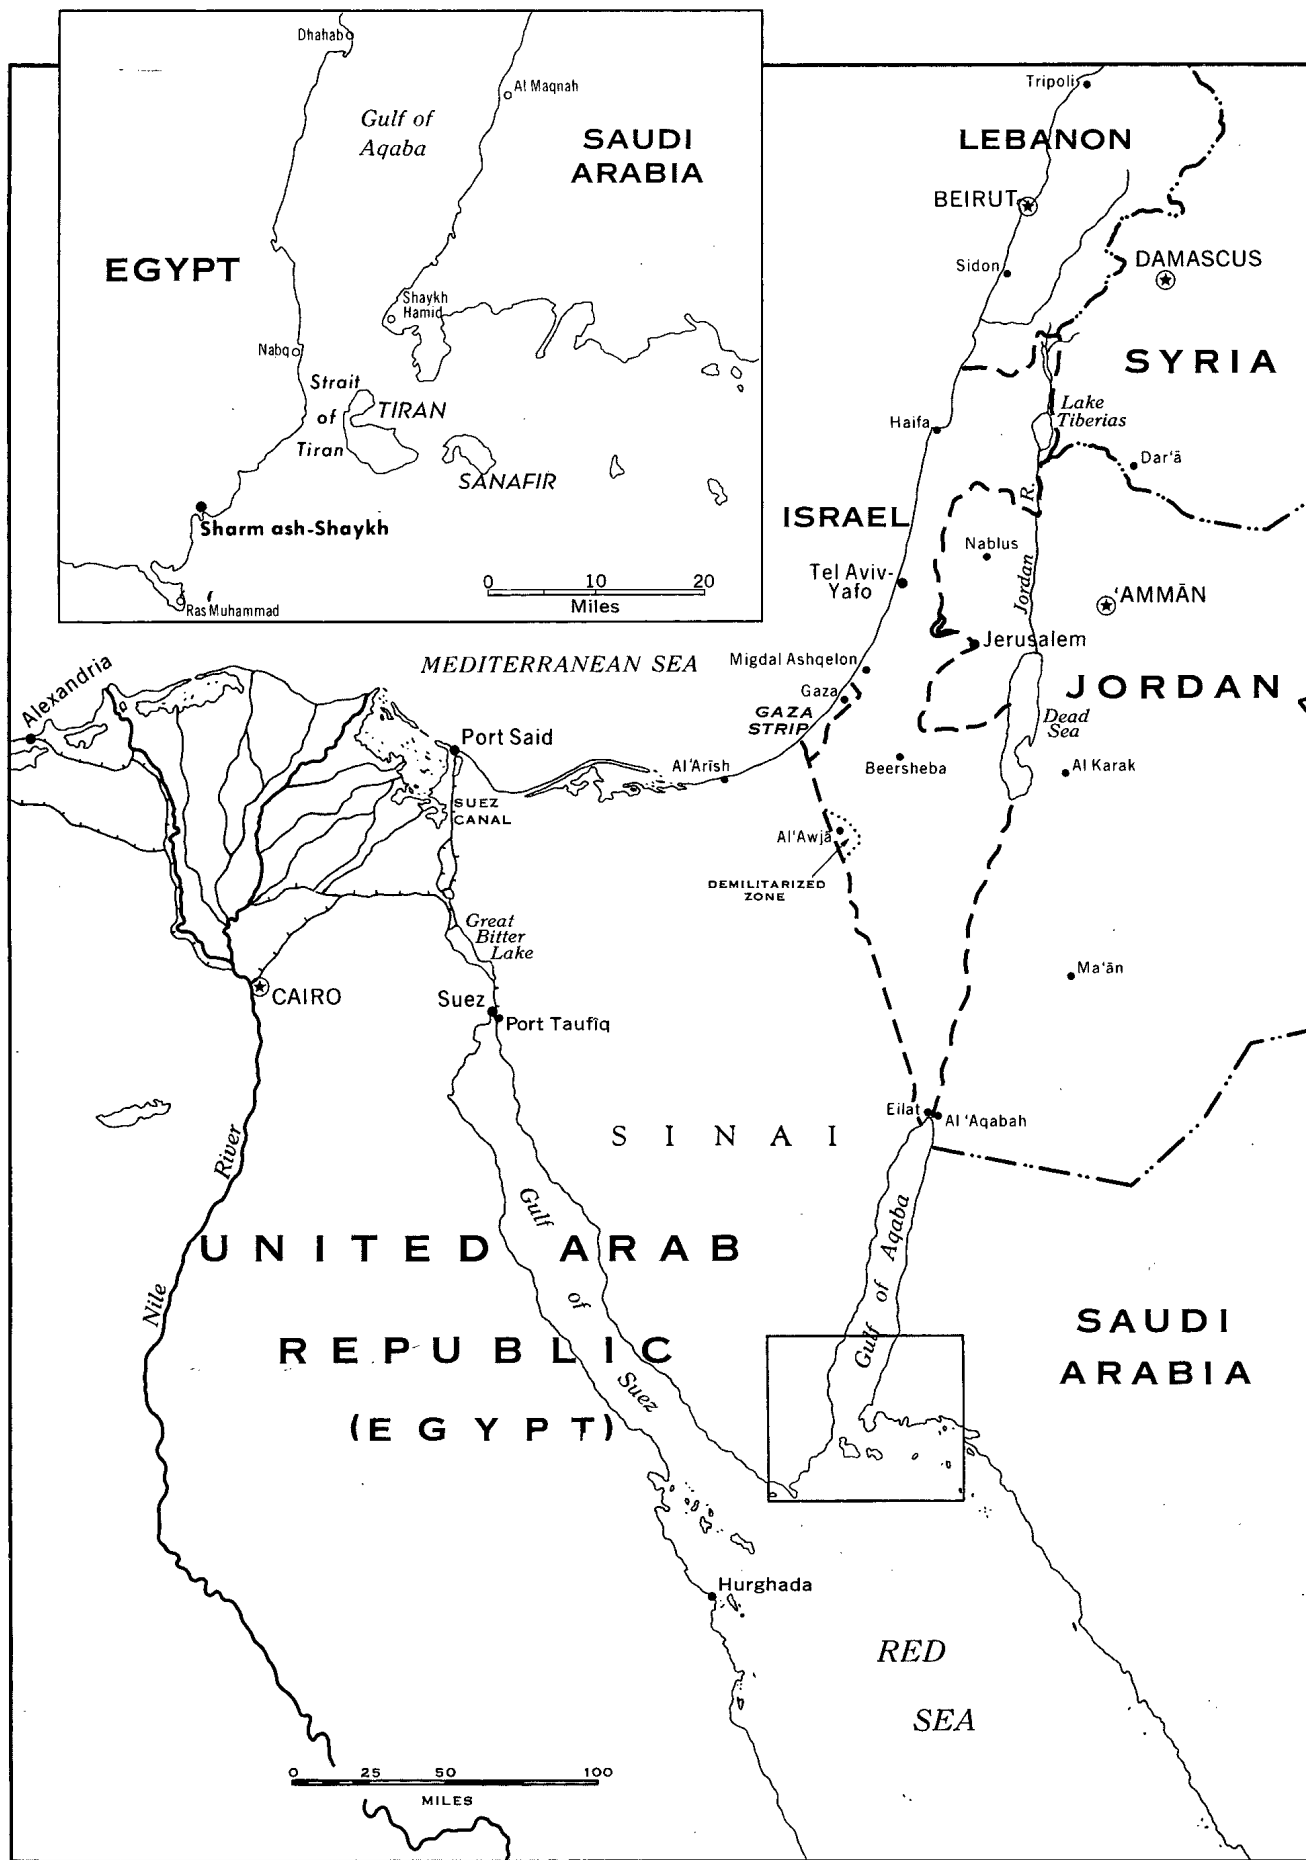 Dhahab
Al Maqnah
Gulf of
Aqaba
SAUDI
ARABIA
EGYPT
Shaykh
Hamid
Nabq
Strait
of
Tiran
TIRAN
SANAFIR
Sharm ash-Shaykh
Ras Muhammad
0 10 20
Miles
Tripoli
LEBANON
BEIRUT
Sidon
DAMASCUS
SYRIA
Lake
Tiberias
Haifa
Dar'ā
ISRAEL
Nablus
Jordan R.
Tel Aviv-
Yafo
'AMMĀN
Jerusalem
MEDITERRANEAN SEA
Migdal Ashqelon
Gaza
GAZA
STRIP
JORDAN
Dead
Sea
Alexandria
Port Said
Al 'Arīsh
Beersheba
Al Karak
SUEZ
CANAL
Al 'Awjā
DEMILITARIZED
ZONE
Great
Bitter
Lake
CAIRO
Suez
Port Taufīq
Ma'ān
Eilat
Al 'Aqabah
SINAI
Nile River
Gulf of Suez
Gulf of Aqaba
UNITED ARAB
REPUBLIC
(EGYPT)
SAUDI
ARABIA
Hurghada
RED
SEA
0 25 50 100
MILES